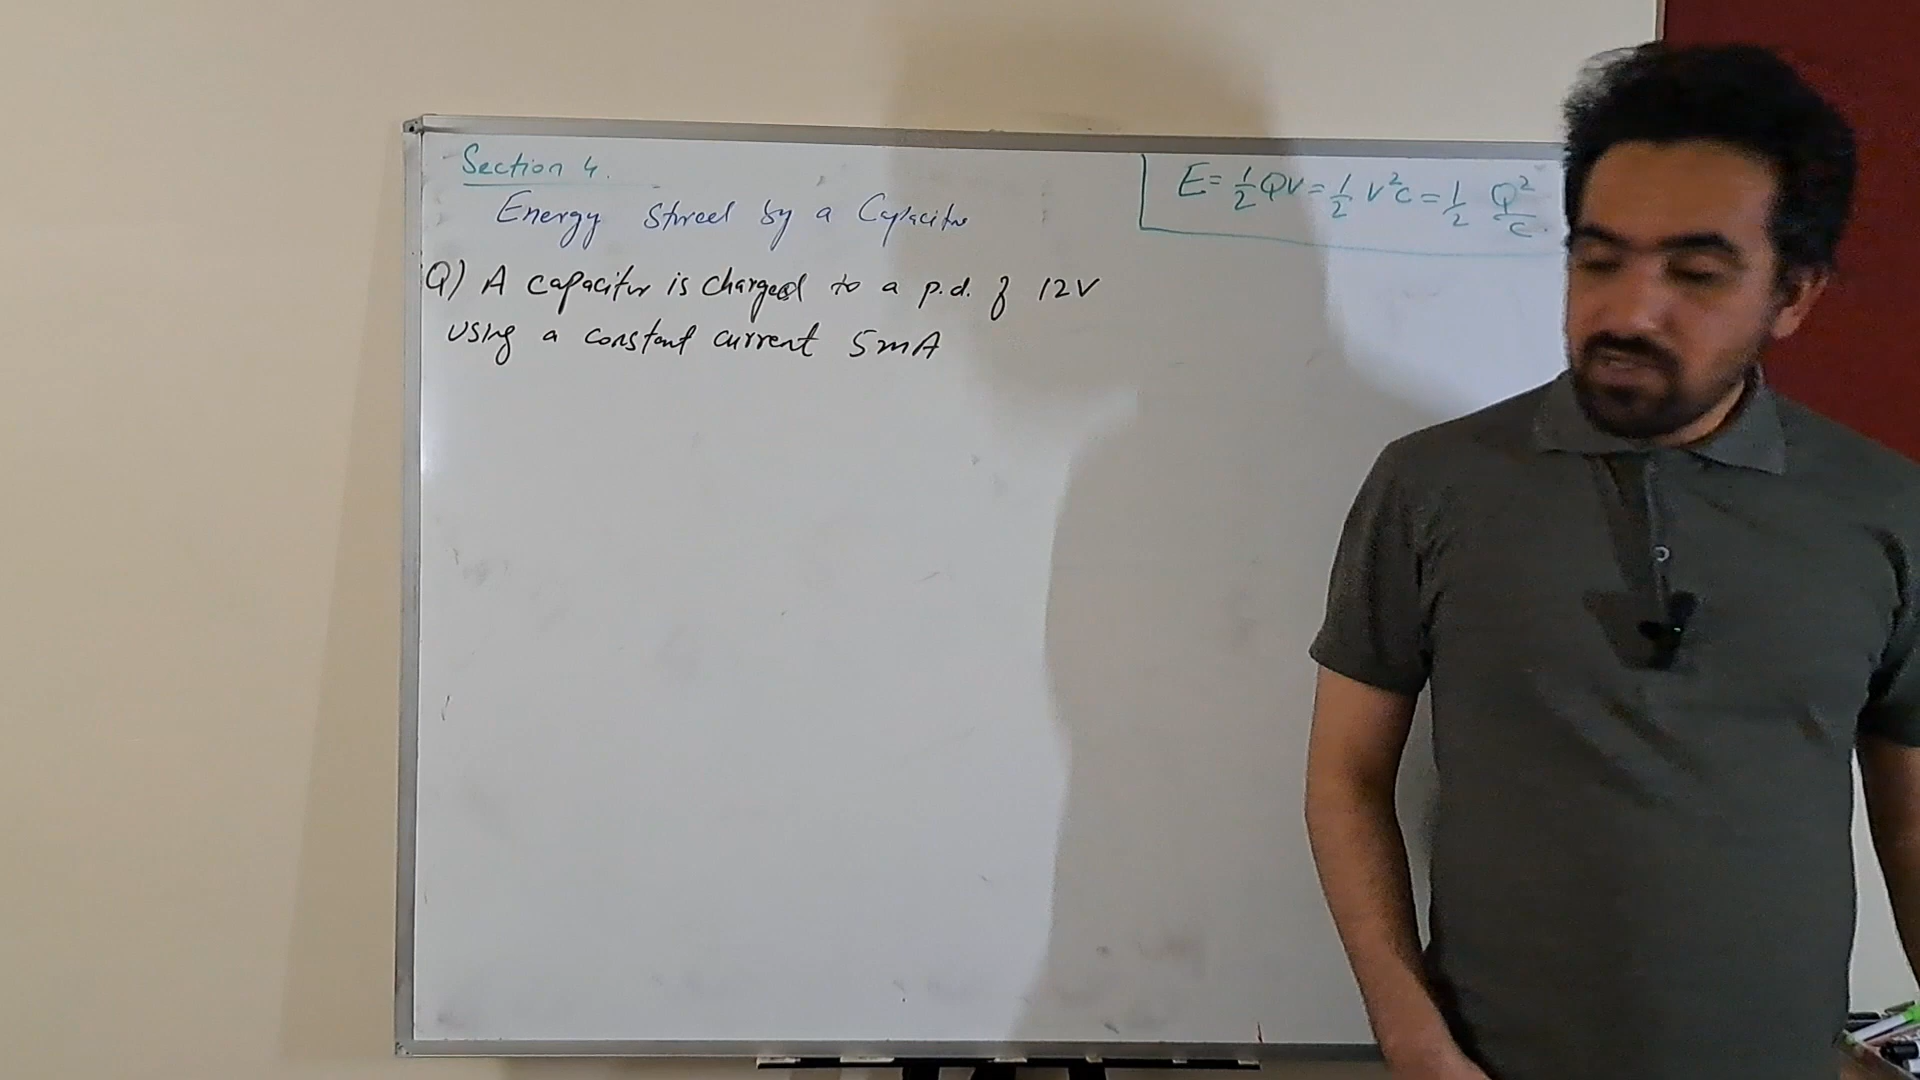 Section 4.
Energy stored by a Capacitor
E = 1/2 QV = 1/2 V²C = 1/2 Q²/C
Q) A capacitor is charged to a p.d. of 12V
using a constant current 5mA